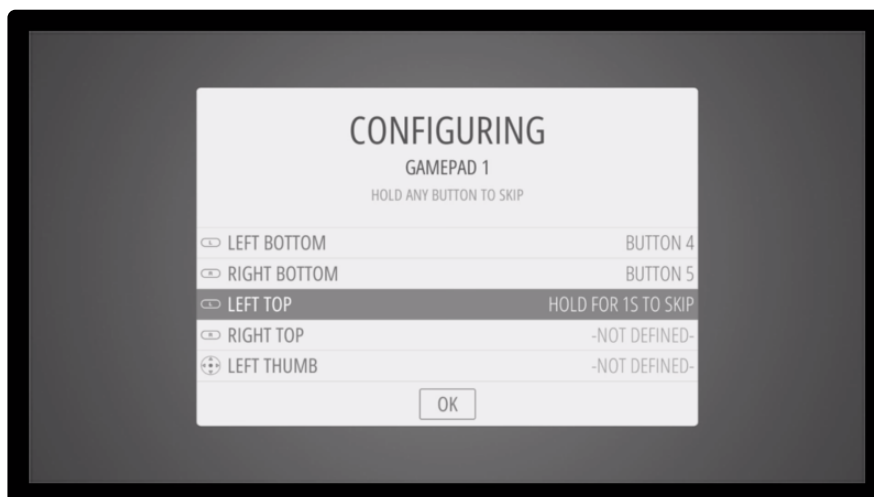 CONFIGURING
GAMEPAD 1
HOLD ANY BUTTON TO SKIP
LEFT BOTTOM BUTTON 4
RIGHT BOTTOM BUTTON 5
LEFT TOP HOLD FOR 1S TO SKIP
RIGHT TOP -NOT DEFINED-
LEFT THUMB -NOT DEFINED-
OK